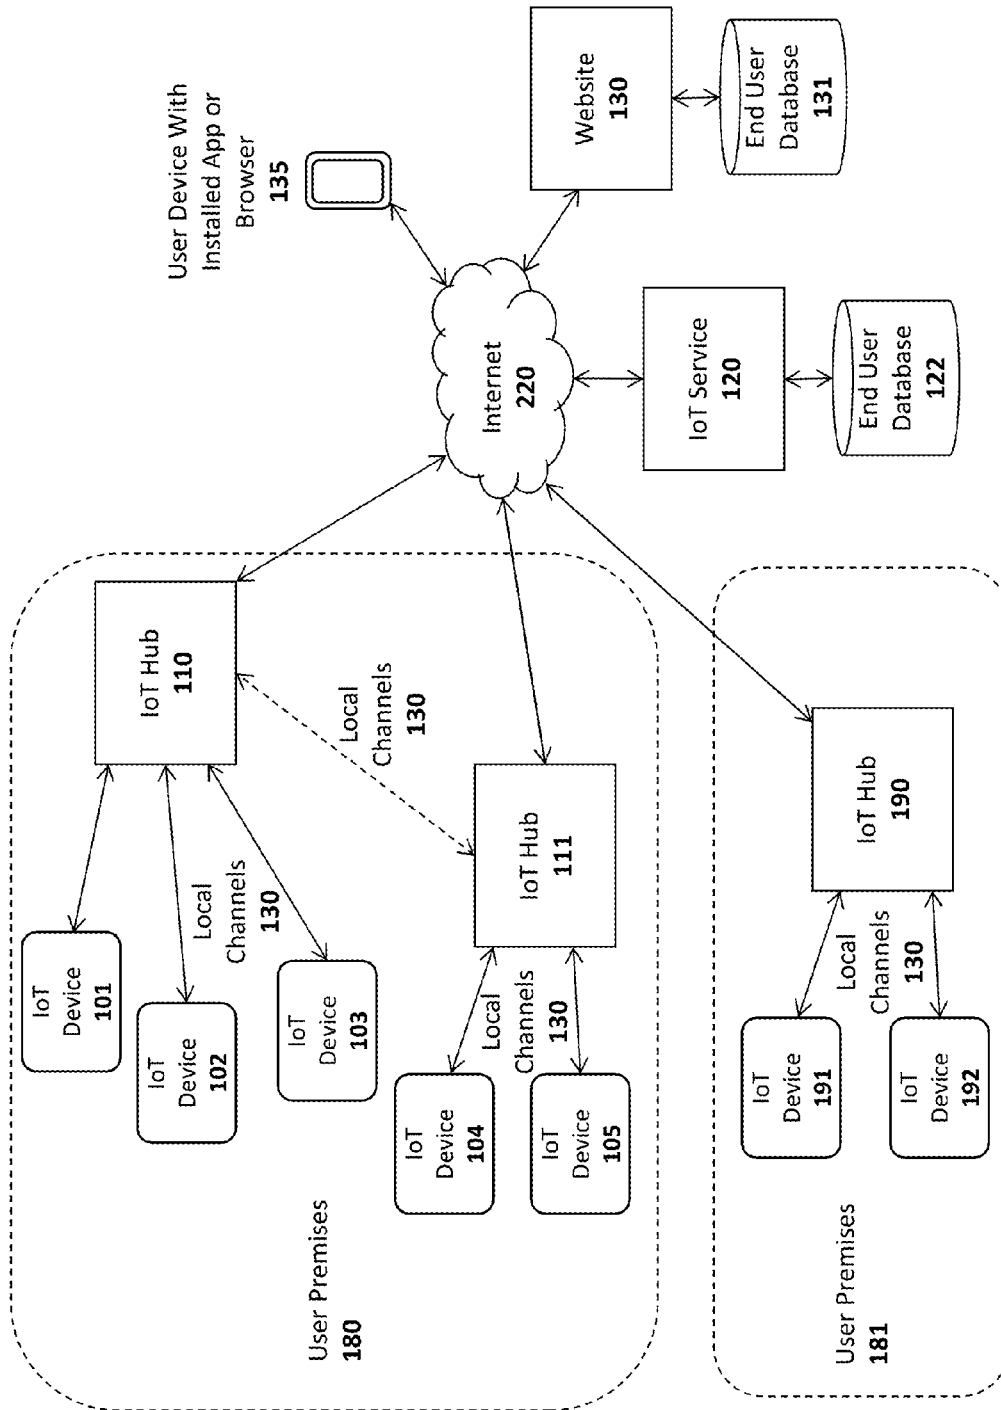 User Premises
180
IoT
Device
101
IoT
Device
102
IoT
Device
103
Local
Channels
130
IoT Hub
110
Local
Channels
130
IoT
Device
104
IoT
Device
105
Local
Channels
130
IoT Hub
111
User Premises
181
IoT
Device
191
IoT
Device
192
Local
Channels
130
IoT Hub
190
Internet
220
User Device With
Installed App or
Browser
135
IoT Service
120
End User
Database
122
Website
130
End User
Database
131